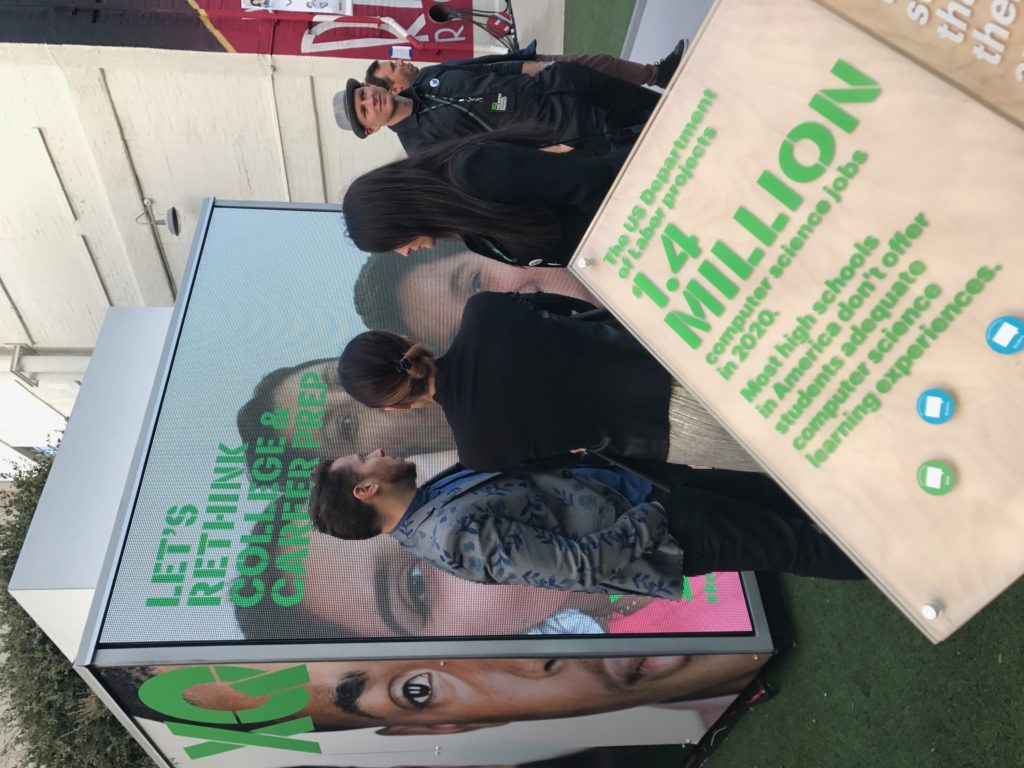 XQ
LET'S
RETHINK
COLLEGE &
CAREER PREP
The US Department
of Labor projects
1.4
MILLION
computer science jobs
in 2020.
Most high schools
in America don't offer
students adequate
computer science
learning experiences.